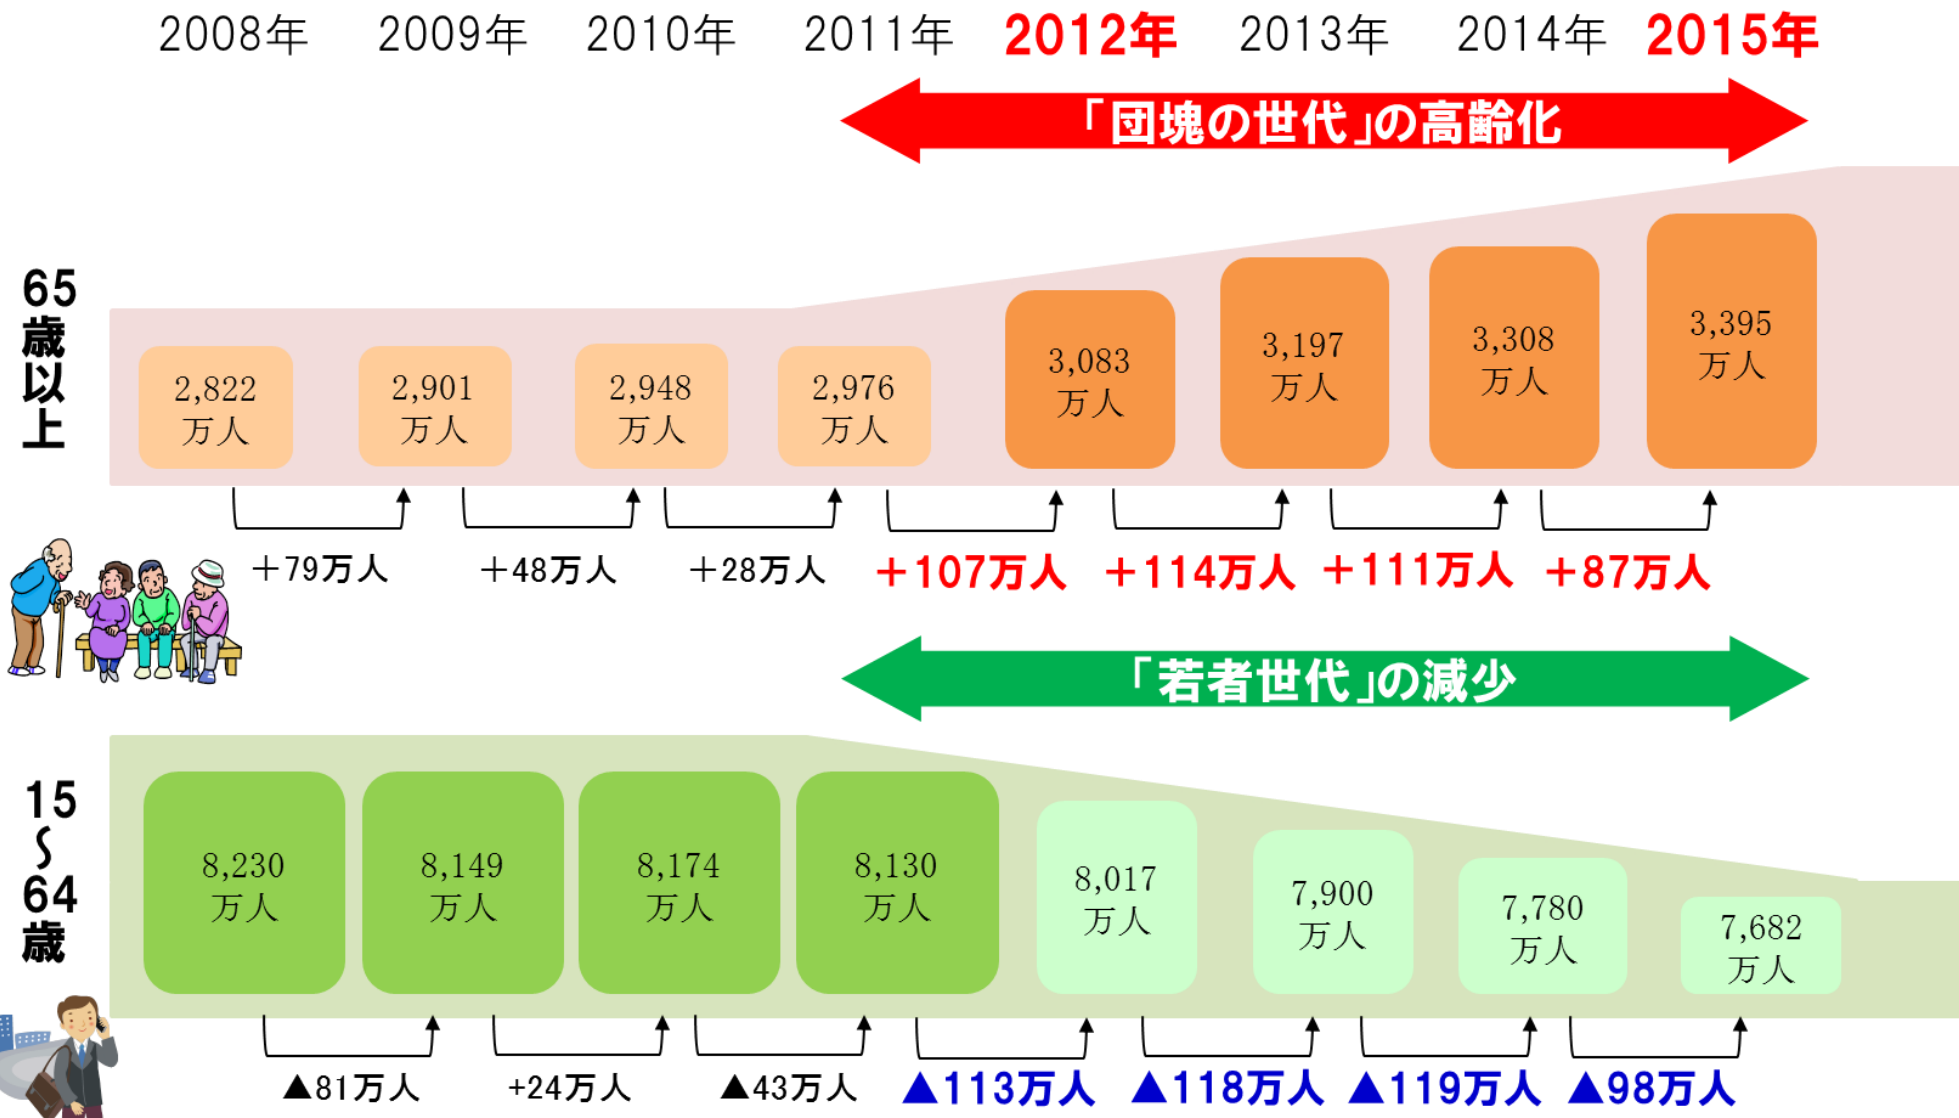 2008年 2009年 2010年 2011年 2012年 2013年 2014年 2015年
「団塊の世代」の高齢化
65歳以上
2,822
万人
2,901
万人
2,948
万人
2,976
万人
3,083
万人
3,197
万人
3,308
万人
3,395
万人
+79万人 +48万人 +28万人 +107万人 +114万人 +111万人 +87万人
「若者世代」の減少
15～64歳
8,230
万人
8,149
万人
8,174
万人
8,130
万人
8,017
万人
7,900
万人
7,780
万人
7,682
万人
▲81万人 +24万人 ▲43万人 ▲113万人 ▲118万人 ▲119万人 ▲98万人